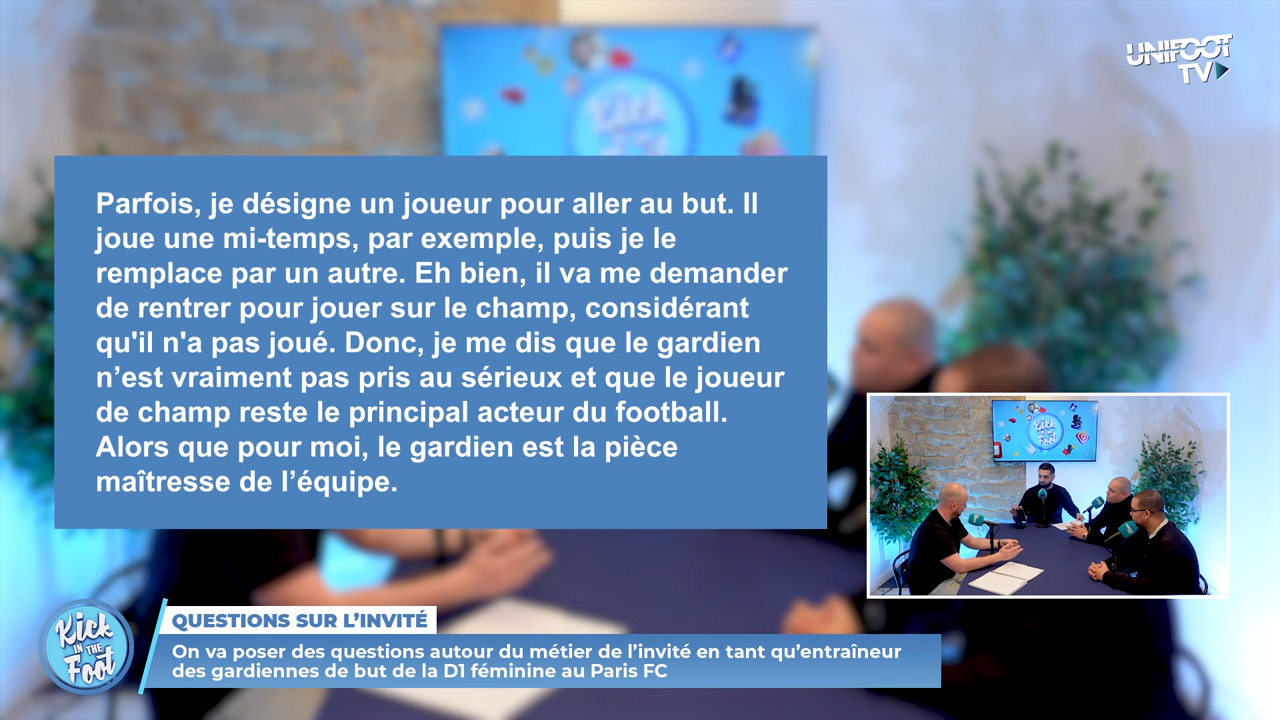 UNIFOOT
TV
Parfois, je désigne un joueur pour aller au but. Il
joue une mi-temps, par exemple, puis je le
remplace par un autre. Eh bien, il va me demander
de rentrer pour jouer sur le champ, considérant
qu'il n'a pas joué. Donc, je me dis que le gardien
n’est vraiment pas pris au sérieux et que le joueur
de champ reste le principal acteur du football.
Alors que pour moi, le gardien est la pièce
maîtresse de l’équipe.
Kick
in the
Foot
Kick
IN THE
Foot
QUESTIONS SUR L’INVITÉ
On va poser des questions autour du métier de l’invité en tant qu’entraîneur
des gardiennes de but de la D1 féminine au Paris FC